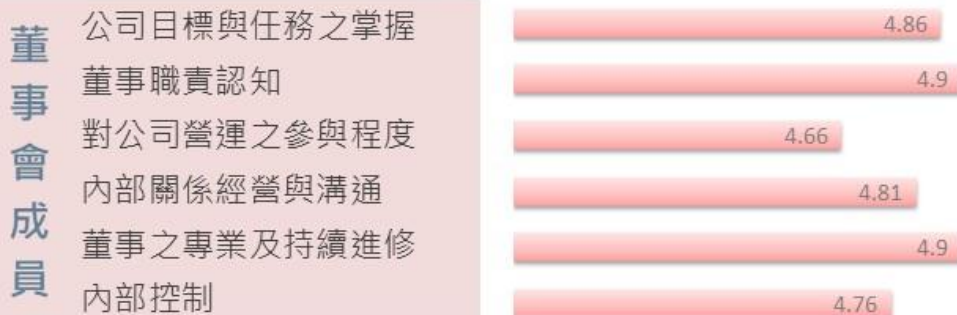 董事會成員
公司目標與任務之掌握 4.86
董事職責認知 4.9
對公司營運之參與程度 4.66
內部關係經營與溝通 4.81
董事之專業及持續進修 4.9
內部控制 4.76